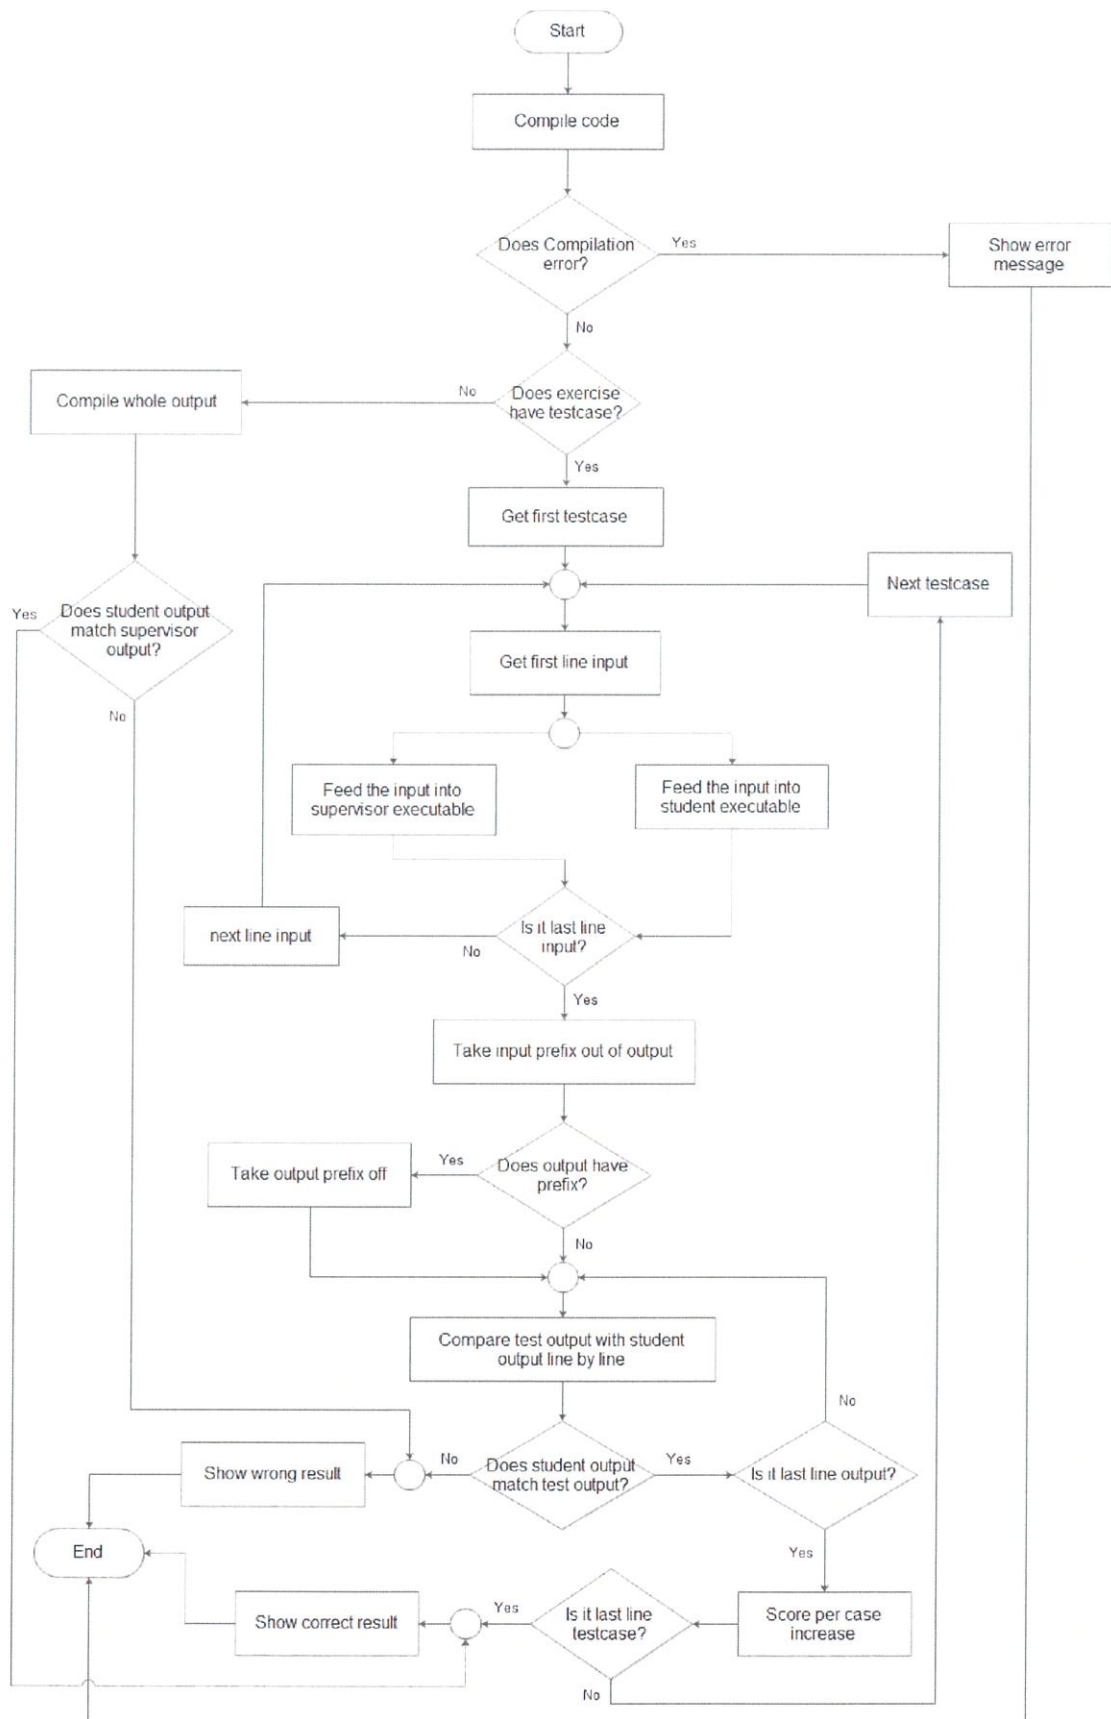 Start
Compile code
Does Compilation
error?
Yes
Show error
message
No
Does exercise
have testcase?
No
Compile whole output
Yes
Get first testcase
Next testcase
Does student output
match supervisor
output?
Yes
No
Get first line input
Feed the input into
supervisor executable
Feed the input into
student executable
Is it last line
input?
No
next line input
Yes
Take input prefix out of output
Does output have
prefix?
Yes
Take output prefix off
No
Compare test output with student
output line by line
Does student output
match test output?
No
Show wrong result
Yes
Is it last line output?
No
Yes
End
Score per case
increase
Is it last line
testcase?
Yes
Show correct result
No